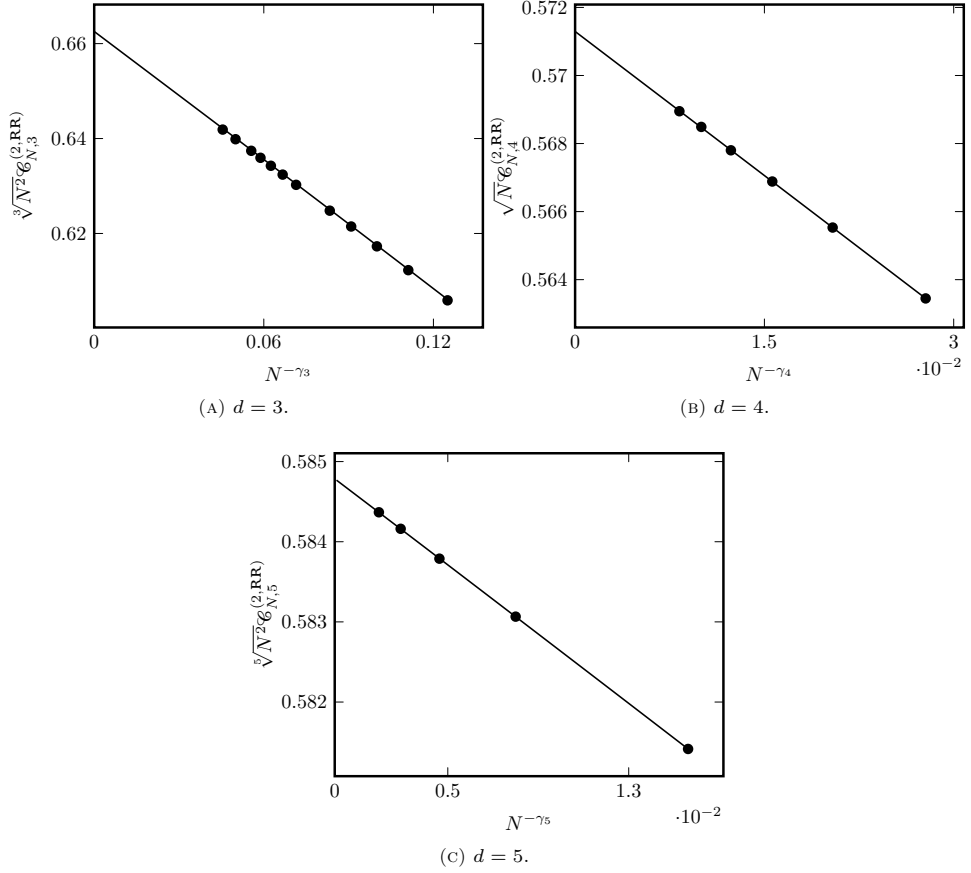 0.66
0.64
0.62
∛N² 𝒞_{N,3}^{(2,RR)}
0 0.06 0.12
N^{−γ₃}
(A) d = 3.
0.572
0.57
0.568
0.566
0.564
√N 𝒞_{N,4}^{(2,RR)}
0 1.5 3
·10⁻²
N^{−γ₄}
(B) d = 4.
0.585
0.584
0.583
0.582
⁵√N² 𝒞_{N,5}^{(2,RR)}
0 0.5 1.3
·10⁻²
N^{−γ₅}
(C) d = 5.